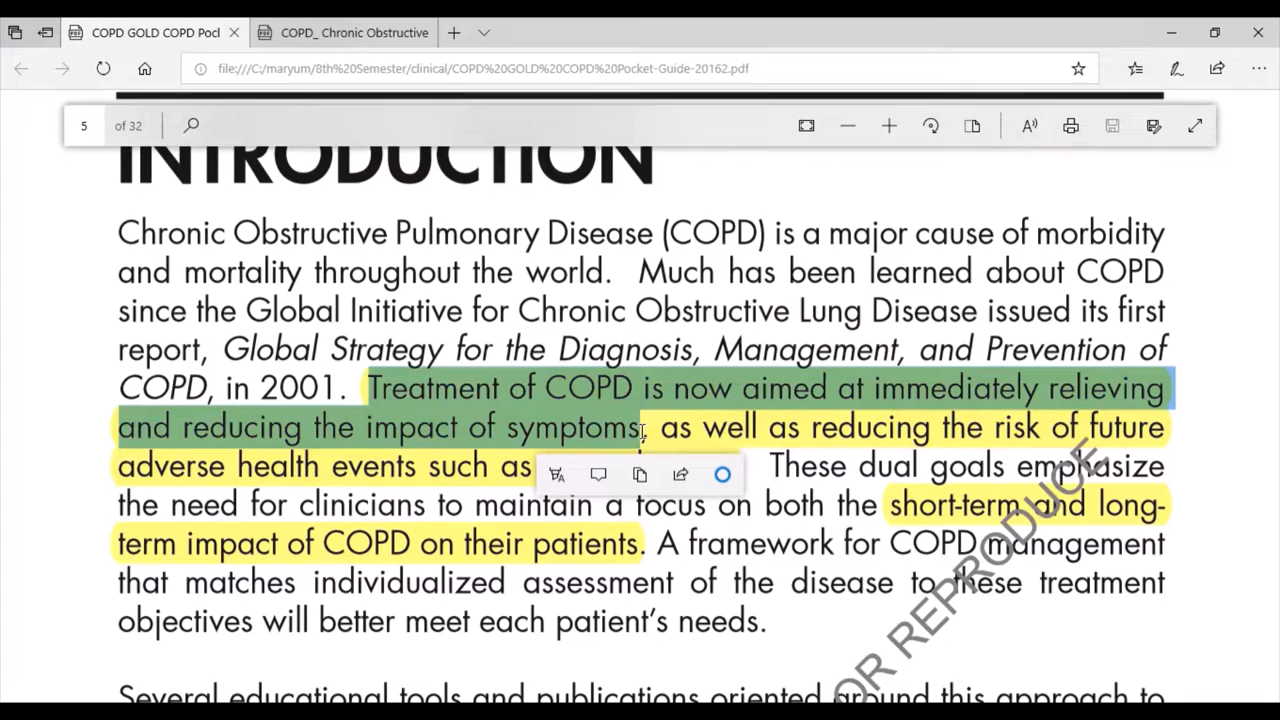 COPD GOLD COPD Pocl
COPD_ Chronic Obstructive
file:///C:/maryum/8th%20Semester/clinical/COPD%20GOLD%20COPD%20Pocket-Guide-20162.pdf
5 of 32
INTRODUCTION
Chronic Obstructive Pulmonary Disease (COPD) is a major cause of morbidity
and mortality throughout the world. Much has been learned about COPD
since the Global Initiative for Chronic Obstructive Lung Disease issued its first
report, Global Strategy for the Diagnosis, Management, and Prevention of
COPD, in 2001. Treatment of COPD is now aimed at immediately relieving
and reducing the impact of symptoms, as well as reducing the risk of future
adverse health events such as These dual goals emphasize
the need for clinicians to maintain a focus on both the short-term and long-
term impact of COPD on their patients. A framework for COPD management
that matches individualized assessment of the disease to these treatment
objectives will better meet each patient's needs.
Several educational tools and publications oriented around this approach to
OR REPRODUCE